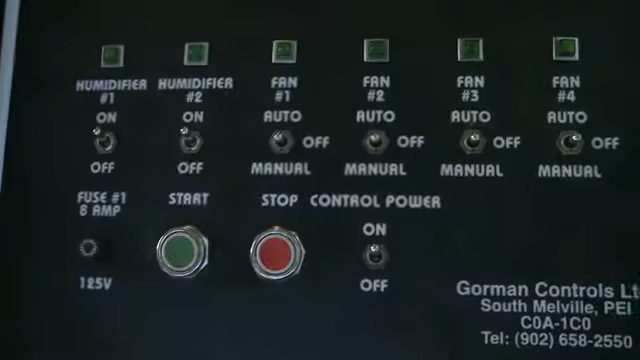 HUMIDIFIER HUMIDIFIER FAN FAN FAN FAN
#1 #2 #1 #2 #3 #4
ON ON AUTO AUTO AUTO AUTO
OFF OFF OFF OFF
OFF OFF MANUAL MANUAL MANUAL MANUAL
FUSE #1 START STOP CONTROL POWER
8 AMP
ON
125V OFF
Gorman Controls Lt
South Melville, PEI
C0A-1C0
Tel: (902) 658-2550